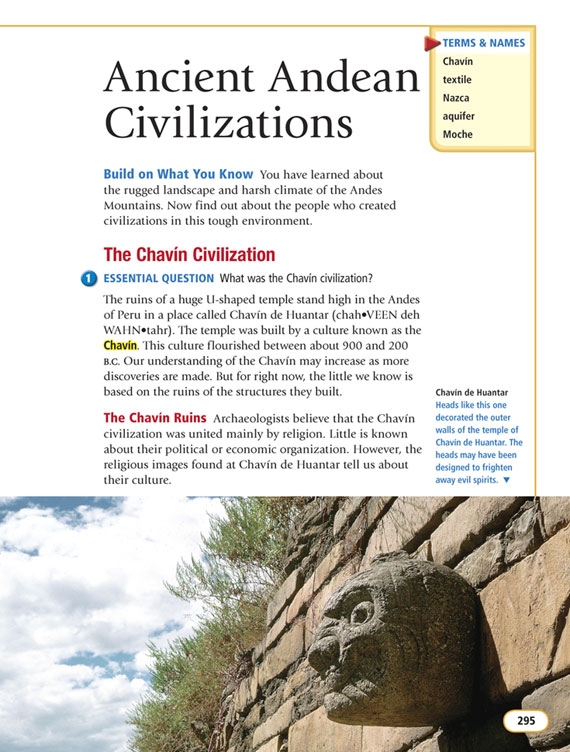 Ancient Andean
Civilizations
TERMS & NAMES
Chavín
textile
Nazca
aquifer
Moche
Build on What You Know You have learned about
the rugged landscape and harsh climate of the Andes
Mountains. Now find out about the people who created
civilizations in this tough environment.
The Chavín Civilization
1 ESSENTIAL QUESTION What was the Chavín civilization?
The ruins of a huge U-shaped temple stand high in the Andes
of Peru in a place called Chavín de Huantar (chah•VEEN deh
WAHN•tahr). The temple was built by a culture known as the
Chavín. This culture flourished between about 900 and 200
B.C. Our understanding of the Chavín may increase as more
discoveries are made. But for right now, the little we know is
based on the ruins of the structures they built.
The Chavín Ruins Archaeologists believe that the Chavín
civilization was united mainly by religion. Little is known
about their political or economic organization. However, the
religious images found at Chavín de Huantar tell us about
their culture.
Chavín de Huantar
Heads like this one
decorated the outer
walls of the temple of
Chavín de Huantar. The
heads may have been
designed to frighten
away evil spirits. ▼
295